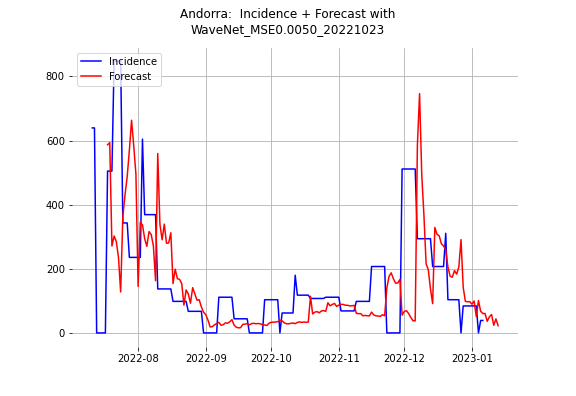 Andorra:  Incidence + Forecast with
WaveNet_MSE0.0050_20221023
Incidence
Forecast
800
600
400
200
0
2022-08
2022-09
2022-10
2022-11
2022-12
2023-01